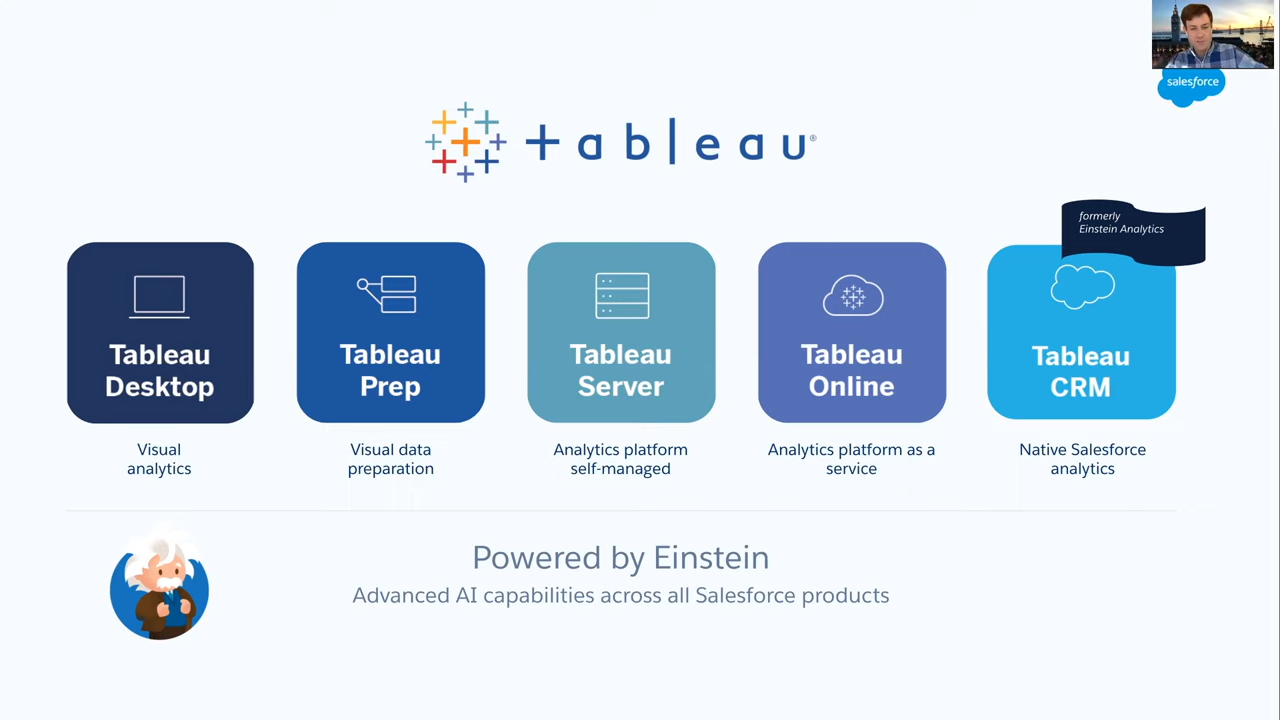 salesforce
+ableau®
formerly
Einstein Analytics
Tableau
Desktop
Tableau
Prep
Tableau
Server
Tableau
Online
Tableau
CRM
Visual
analytics
Visual data
preparation
Analytics platform
self-managed
Analytics platform as a
service
Native Salesforce
analytics
Powered by Einstein
Advanced AI capabilities across all Salesforce products